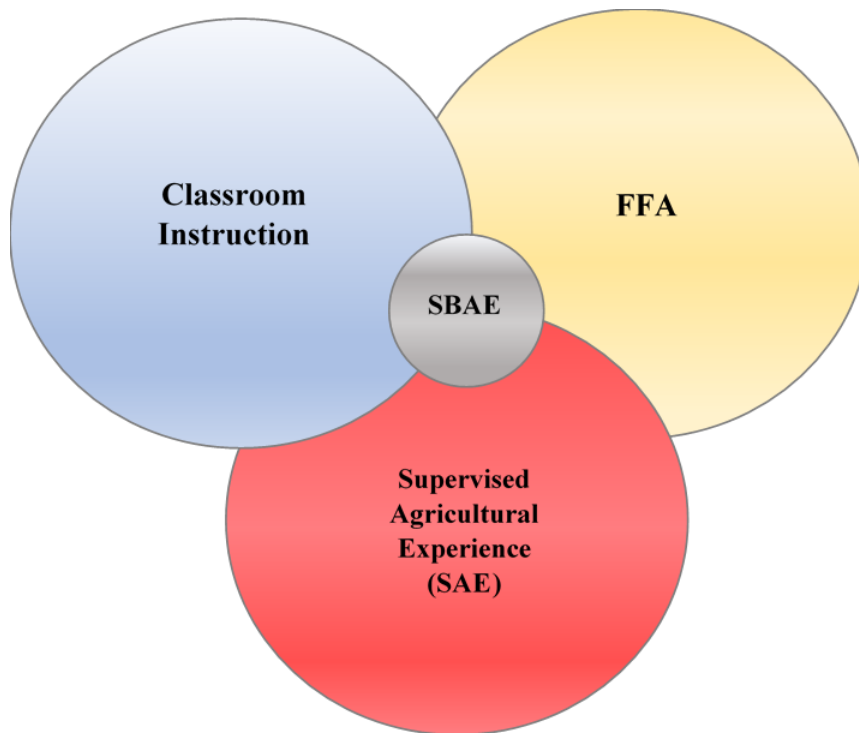 Classroom
Instruction
FFA
SBAE
Supervised
Agricultural
Experience
(SAE)